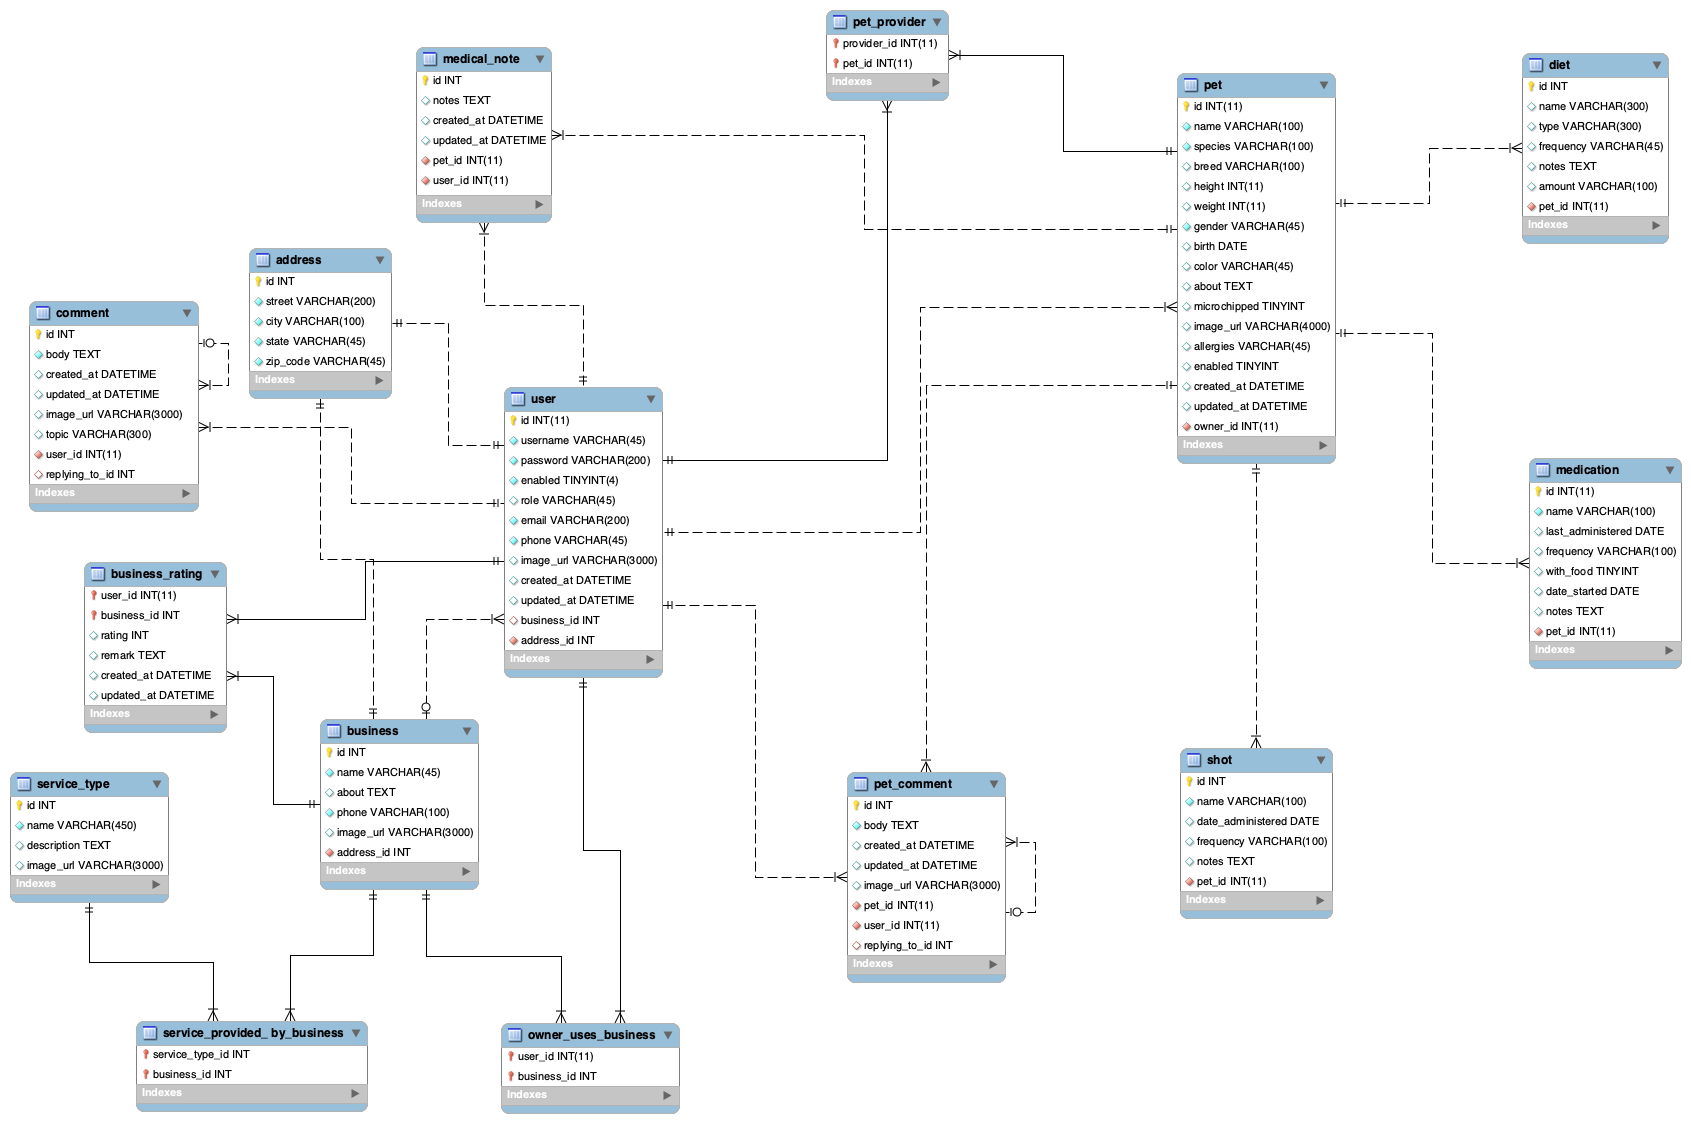 pet_provider
provider_id INT(11)
pet_id INT(11)
Indexes
medical_note
id INT
notes TEXT
created_at DATETIME
updated_at DATETIME
pet_id INT(11)
user_id INT(11)
Indexes
diet
id INT
name VARCHAR(300)
type VARCHAR(300)
frequency VARCHAR(45)
notes TEXT
amount VARCHAR(100)
pet_id INT(11)
Indexes
pet
id INT(11)
name VARCHAR(100)
species VARCHAR(100)
breed VARCHAR(100)
height INT(11)
weight INT(11)
gender VARCHAR(45)
birth DATE
color VARCHAR(45)
about TEXT
microchipped TINYINT
image_url VARCHAR(4000)
allergies VARCHAR(45)
enabled TINYINT
created_at DATETIME
updated_at DATETIME
owner_id INT(11)
Indexes
address
id INT
street VARCHAR(200)
city VARCHAR(100)
state VARCHAR(45)
zip_code VARCHAR(45)
Indexes
comment
id INT
body TEXT
created_at DATETIME
updated_at DATETIME
image_url VARCHAR(3000)
topic VARCHAR(300)
user_id INT(11)
replying_to_id INT
Indexes
user
id INT(11)
username VARCHAR(45)
password VARCHAR(200)
enabled TINYINT(4)
role VARCHAR(45)
email VARCHAR(200)
phone VARCHAR(45)
image_url VARCHAR(3000)
created_at DATETIME
updated_at DATETIME
business_id INT
address_id INT
Indexes
medication
id INT(11)
name VARCHAR(100)
last_administered DATE
frequency VARCHAR(100)
with_food TINYINT
date_started DATE
notes TEXT
pet_id INT(11)
Indexes
business_rating
user_id INT(11)
business_id INT
rating INT
remark TEXT
created_at DATETIME
updated_at DATETIME
Indexes
business
id INT
name VARCHAR(45)
about TEXT
phone VARCHAR(100)
image_url VARCHAR(3000)
address_id INT
Indexes
service_type
id INT
name VARCHAR(450)
description TEXT
image_url VARCHAR(3000)
Indexes
pet_comment
id INT
body TEXT
created_at DATETIME
updated_at DATETIME
image_url VARCHAR(3000)
pet_id INT(11)
user_id INT(11)
replying_to_id INT
Indexes
shot
id INT
name VARCHAR(100)
date_administered DATE
frequency VARCHAR(100)
notes TEXT
pet_id INT(11)
Indexes
service_provided_ by_business
service_type_id INT
business_id INT
Indexes
owner_uses_business
user_id INT(11)
business_id INT
Indexes